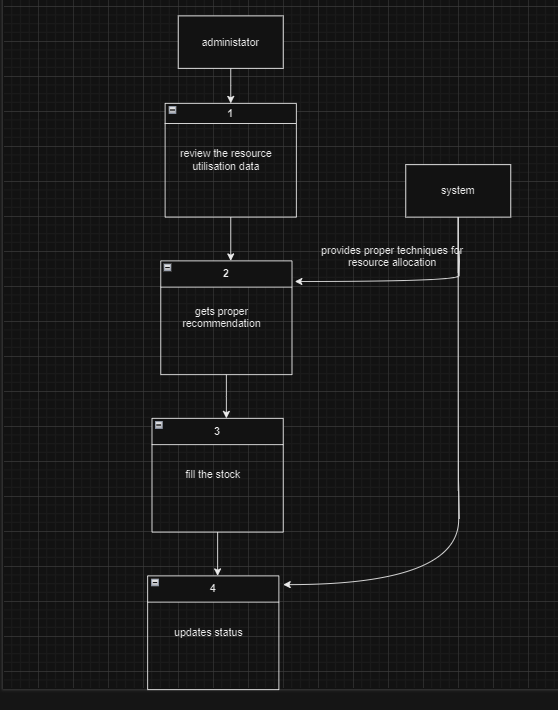 administator
1
review the resource
utilisation data
system
provides proper techniques for
resource allocation
2
gets proper
recommendation
3
fill the stock
4
updates status